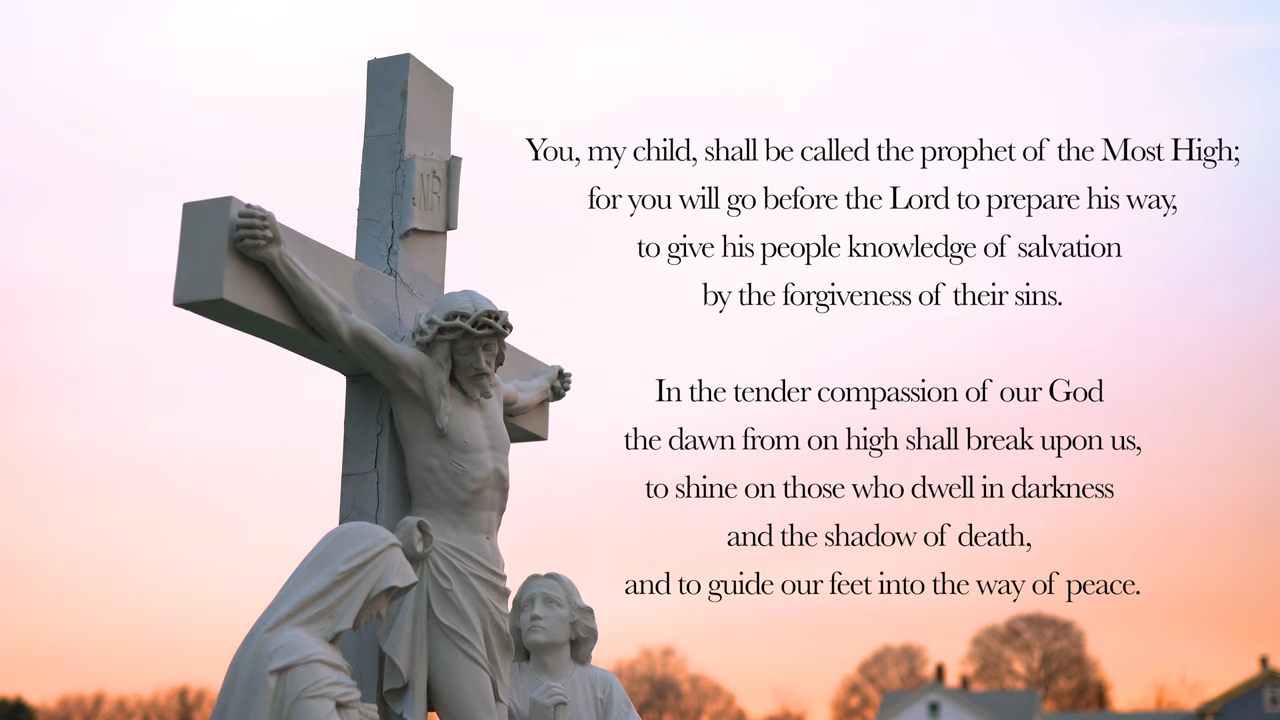 INRI
You, my child, shall be called the prophet of the Most High;
for you will go before the Lord to prepare his way,
to give his people knowledge of salvation
by the forgiveness of their sins.
In the tender compassion of our God
the dawn from on high shall break upon us,
to shine on those who dwell in darkness
and the shadow of death,
and to guide our feet into the way of peace.